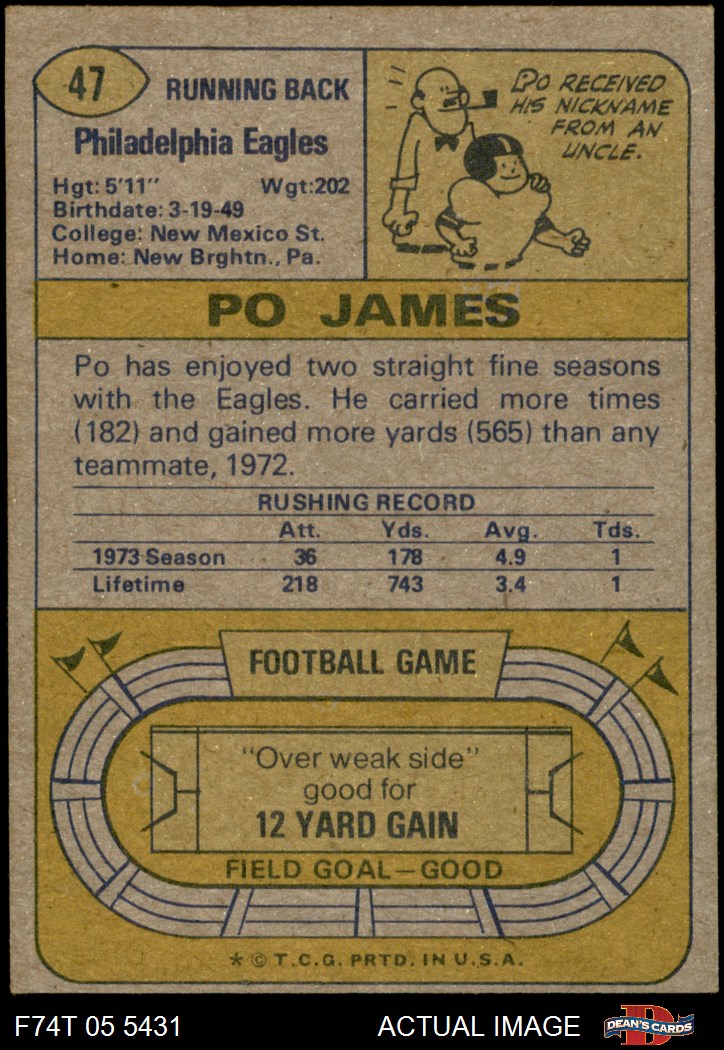 47
RUNNING BACK
Philadelphia Eagles
Hgt: 5'11" Wgt:202
Birthdate: 3-19-49
College: New Mexico St.
Home: New Brghtn., Pa.
PO RECEIVED
HIS NICKNAME
FROM AN
UNCLE.
PO JAMES
Po has enjoyed two straight fine seasons
with the Eagles. He carried more times
(182) and gained more yards (565) than any
teammate, 1972.
RUSHING RECORD
Att. Yds. Avg. Tds.
1973 Season 36 178 4.9 1
Lifetime 218 743 3.4 1
FOOTBALL GAME
"Over weak side"
good for
12 YARD GAIN
FIELD GOAL—GOOD
* © T.C.G. PRTD. IN U.S.A.
F74T 05 5431 ACTUAL IMAGE
D
DEAN'S CARDS